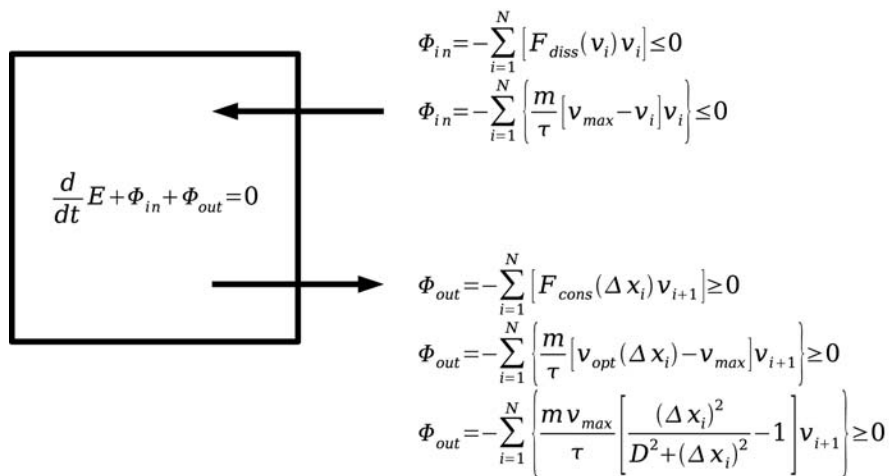 Φ_in = −∑_{i=1}^{N} [F_diss(v_i) v_i] ≤ 0
Φ_in = −∑_{i=1}^{N} {m/τ [v_max − v_i] v_i} ≤ 0
d/dt E + Φ_in + Φ_out = 0
Φ_out = −∑_{i=1}^{N} [F_cons(Δx_i) v_{i+1}] ≥ 0
Φ_out = −∑_{i=1}^{N} {m/τ [v_opt(Δx_i) − v_max] v_{i+1}} ≥ 0
Φ_out = −∑_{i=1}^{N} {m v_max/τ [(Δx_i)²/(D² + (Δx_i)²) − 1] v_{i+1}} ≥ 0